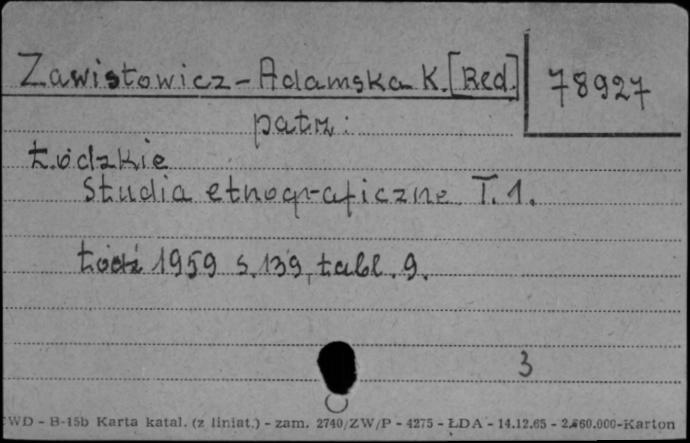 Zawistowicz-Adamska K. [Red.]
78927
patrz:
Łódzkie
studia etnograficzne T. 1.
Łódź 1959 s. 139, tabl. 9.
3
WD - B-15b Karta katal. (z liniat.) - zam. 2740/ZW/P - 4275 - ŁDA - 14.12.65 - 2.860.000-Karton